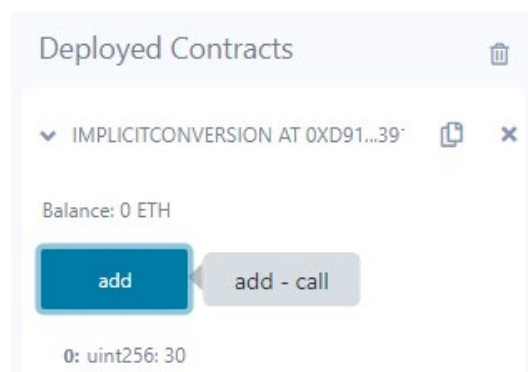 Deployed Contracts
IMPLICITCONVERSION AT 0XD91...39
Balance: 0 ETH
add
add - call
0: uint256: 30